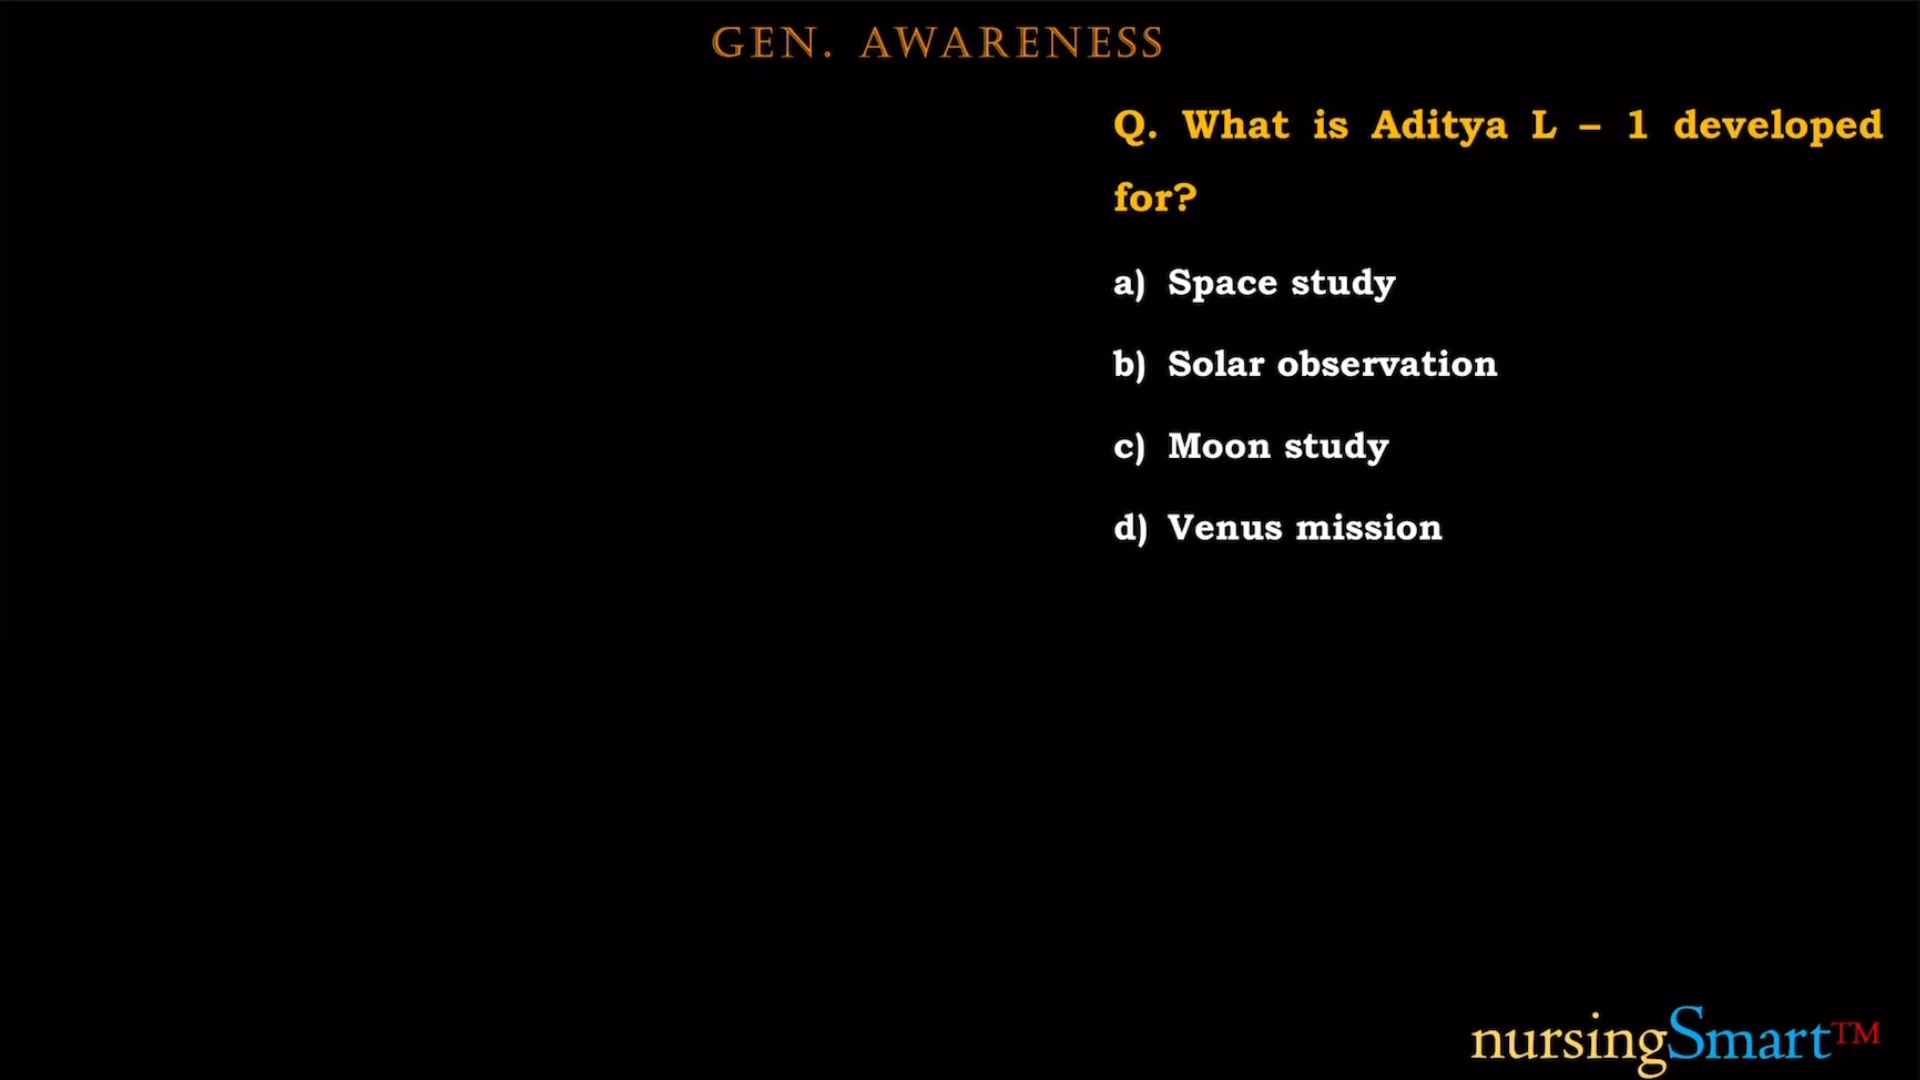 GEN. AWARENESS
Q. What is Aditya L – 1 developed
for?
a) Space study
b) Solar observation
c) Moon study
d) Venus mission
nursingSmart™